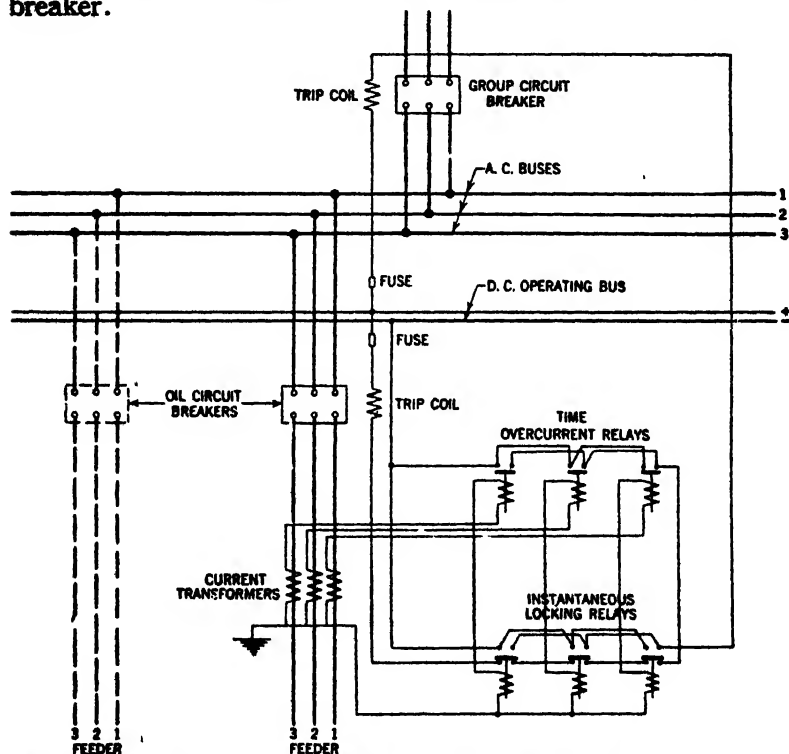 breaker.
TRIP COIL
GROUP CIRCUIT
BREAKER
A. C. BUSES
1
2
3
FUSE
D. C. OPERATING BUS
4
FUSE
OIL CIRCUIT
BREAKERS
TRIP COIL
TIME
OVERCURRENT RELAYS
CURRENT
TRANSFORMERS
INSTANTANEOUS
LOCKING RELAYS
3 2 1
FEEDER
3 2 1
FEEDER